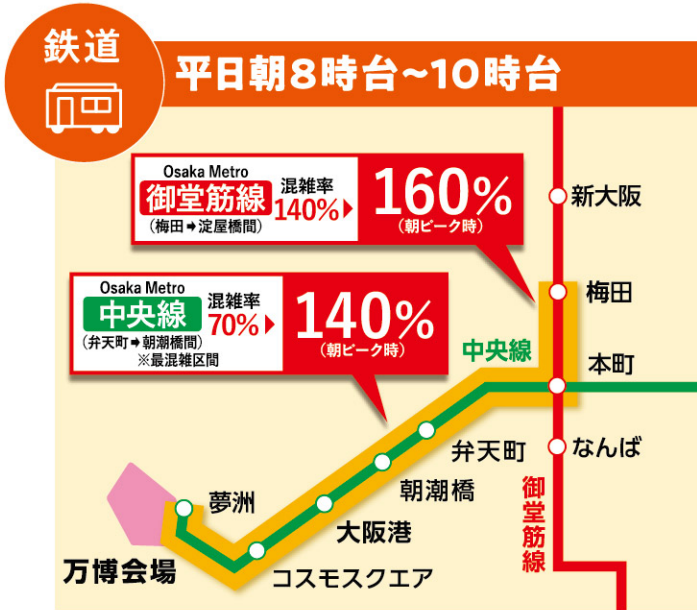 鉄道
平日朝8時台~10時台
Osaka Metro
御堂筋線
(梅田➡淀屋橋間)
混雑率
140%▶
160%
(朝ピーク時)
新大阪
梅田
Osaka Metro
中央線
(弁天町➡朝潮橋間)
※最混雑区間
混雑率
70%▶
140%
(朝ピーク時)
中央線
本町
弁天町
なんば
朝潮橋
御堂筋線
夢洲
大阪港
万博会場
コスモスクエア